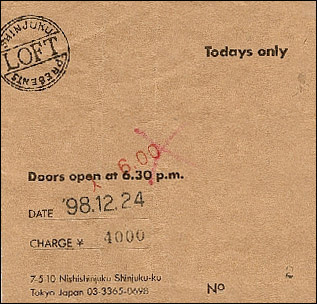 SHINJUKU LOFT PRESENTS
Todays only
6.00
Doors open at 6.30 p.m.
DATE '98.12.24
CHARGE ¥ 4000
7-5-10 Nishishinjuku Shinjuku-ku
Tokyo Japan 03-3365-0698
No 2